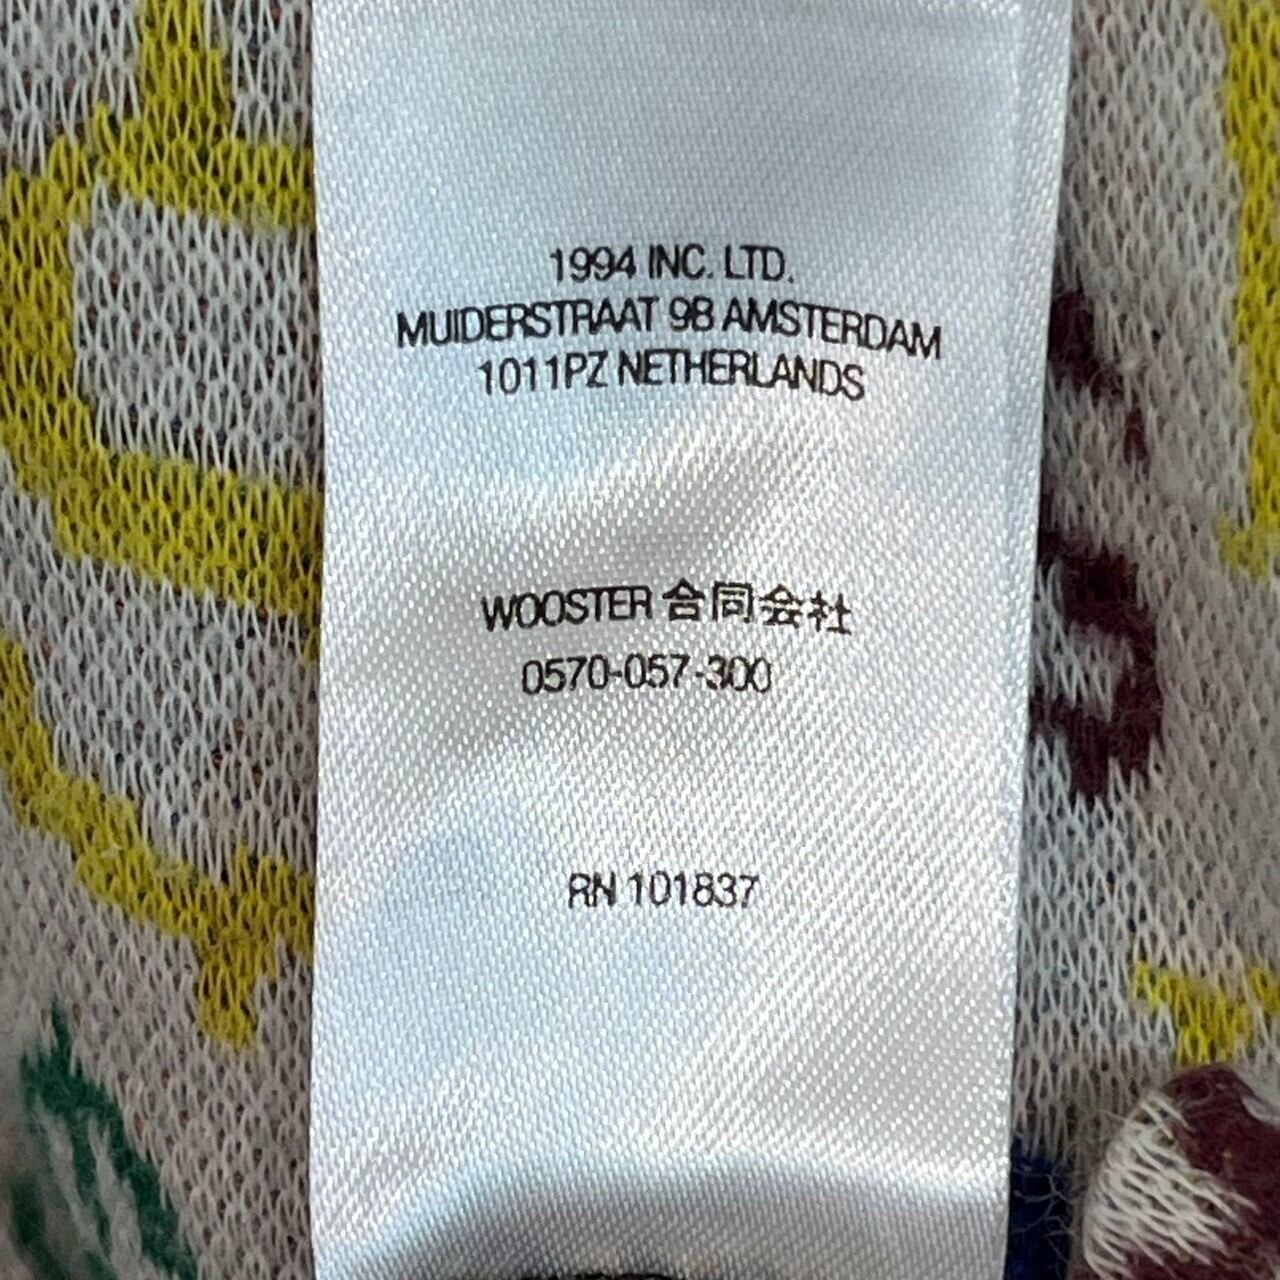 1994 INC. LTD.
MUIDERSTRAAT 98 AMSTERDAM
1011PZ NETHERLANDS
WOOSTER 合同会社
0570-057-300
RN 101837